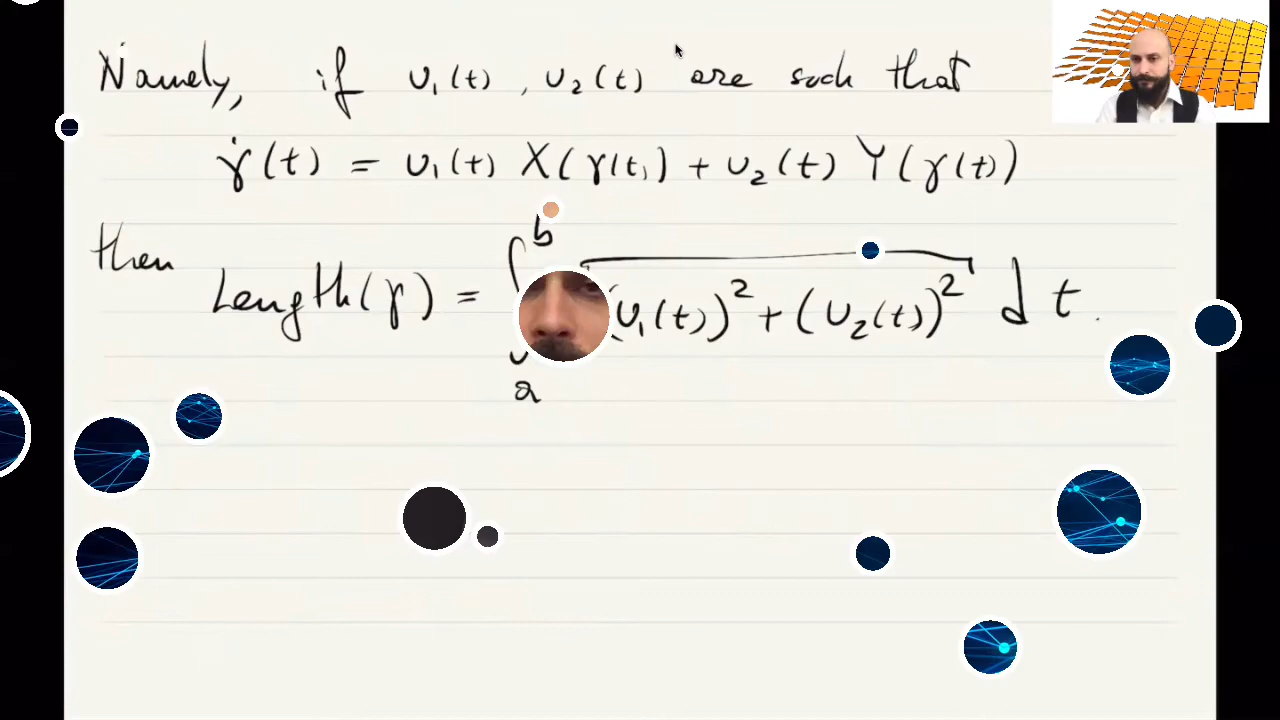 Namely, if u₁(t), u₂(t) are such that
γ̇(t) = u₁(t) X(γ(t)) + u₂(t) Y(γ(t))
then
Length(γ) = ∫ₐᵇ √((u₁(t))² + (u₂(t))²) dt.